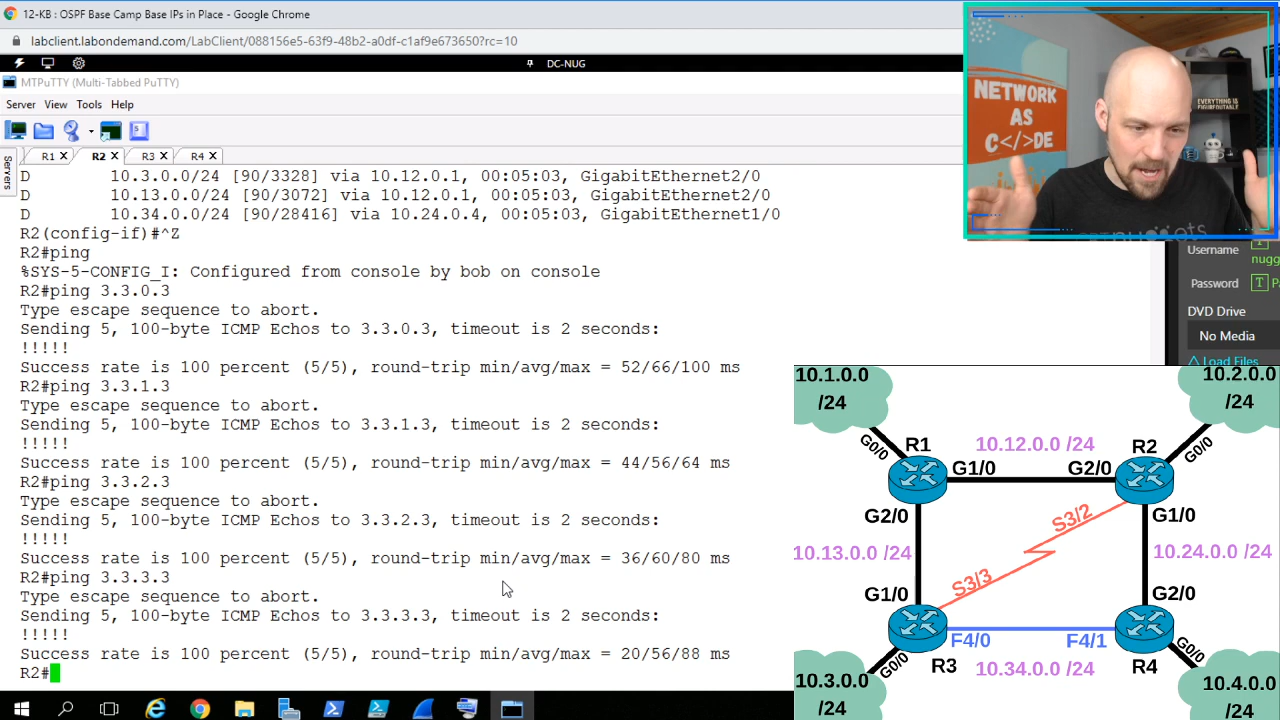 12-KB : OSPF Base Camp Base IPs in Place - Google Chrome
labclient.labondemand.com/LabClient/088156e5-63f9-48b2-a0df-c1af9e673650?rc=10
DC-NUG
MTPuTTY (Multi-Tabbed PuTTY)
Server View Tools Help
Servers
R1 R2 R3 R4
D 10.3.0.0/24 [90/3328] via 10.12.0.1, 00:05:03, GigabitEthernet2/0
D 10.13.0.0/24 [90/3072] via 10.12.0.1, 00:05:03, GigabitEthernet2/0
D 10.34.0.0/24 [90/28416] via 10.24.0.4, 00:05:03, GigabitEthernet1/0
R2(config-if)#^Z
R2#ping
%SYS-5-CONFIG_I: Configured from console by bob on console
R2#ping 3.3.0.3
Type escape sequence to abort.
Sending 5, 100-byte ICMP Echos to 3.3.0.3, timeout is 2 seconds:
!!!!!
Success rate is 100 percent (5/5), round-trip min/avg/max = 52/66/100 ms
R2#ping 3.3.1.3
Type escape sequence to abort.
Sending 5, 100-byte ICMP Echos to 3.3.1.3, timeout is 2 seconds:
!!!!!
Success rate is 100 percent (5/5), round-trip min/avg/max = 44/56/64 ms
R2#ping 3.3.2.3
Type escape sequence to abort.
Sending 5, 100-byte ICMP Echos to 3.3.2.3, timeout is 2 seconds:
!!!!!
Success rate is 100 percent (5/5), round-trip min/avg/max = 36/60/80 ms
R2#ping 3.3.3.3
Type escape sequence to abort.
Sending 5, 100-byte ICMP Echos to 3.3.3.3, timeout is 2 seconds:
!!!!!
Success rate is 100 percent (5/5), round-trip min/avg/max = 20/56/88 ms
R2#
NETWORK
AS
C</>DE
EVERYTHING IS
Username
nugg
Password
DVD Drive
No Media
Load Files
10.1.0.0
/24
10.2.0.0
/24
G0/0
R1
10.12.0.0 /24
R2
G0/0
G1/0
G2/0
G2/0
S3/2
G1/0
10.13.0.0 /24
10.24.0.0 /24
S3/3
G1/0
G2/0
F4/0
F4/1
G0/0
R3
10.34.0.0 /24
R4
G0/0
10.3.0.0
/24
10.4.0.0
/24